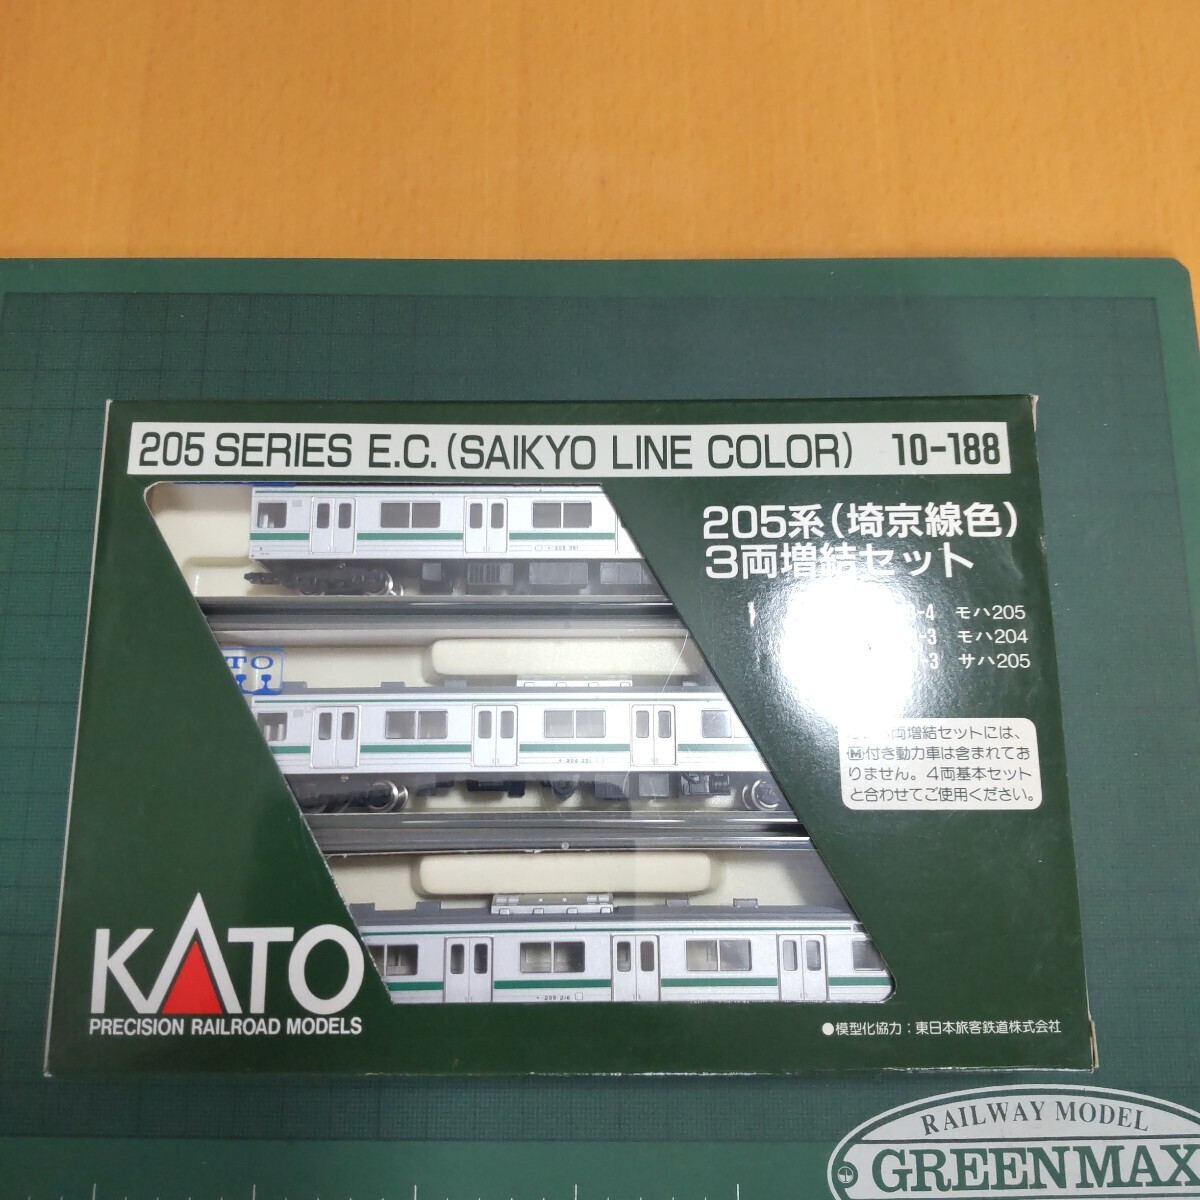 205 SERIES E.C. (SAIKYO LINE COLOR) 10-188
205系(埼京線色)
3両増結セット
-4 モハ205
-3 モハ204
-3 サハ205
両増結セットには、
M付き動力車は含まれてお
りません。4両基本セット
と合わせてご使用ください。
TO
KATO
PRECISION RAILROAD MODELS
●模型化協力：東日本旅客鉄道株式会社
RAILWAY MODEL
GREENMAX